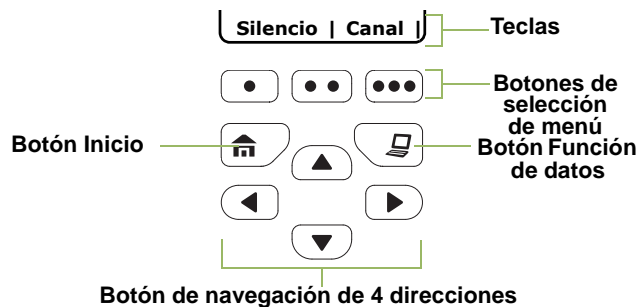 Silencio | Canal |
Teclas
Botones de
selección
de menú
Botón Inicio
Botón Función
de datos
Botón de navegación de 4 direcciones